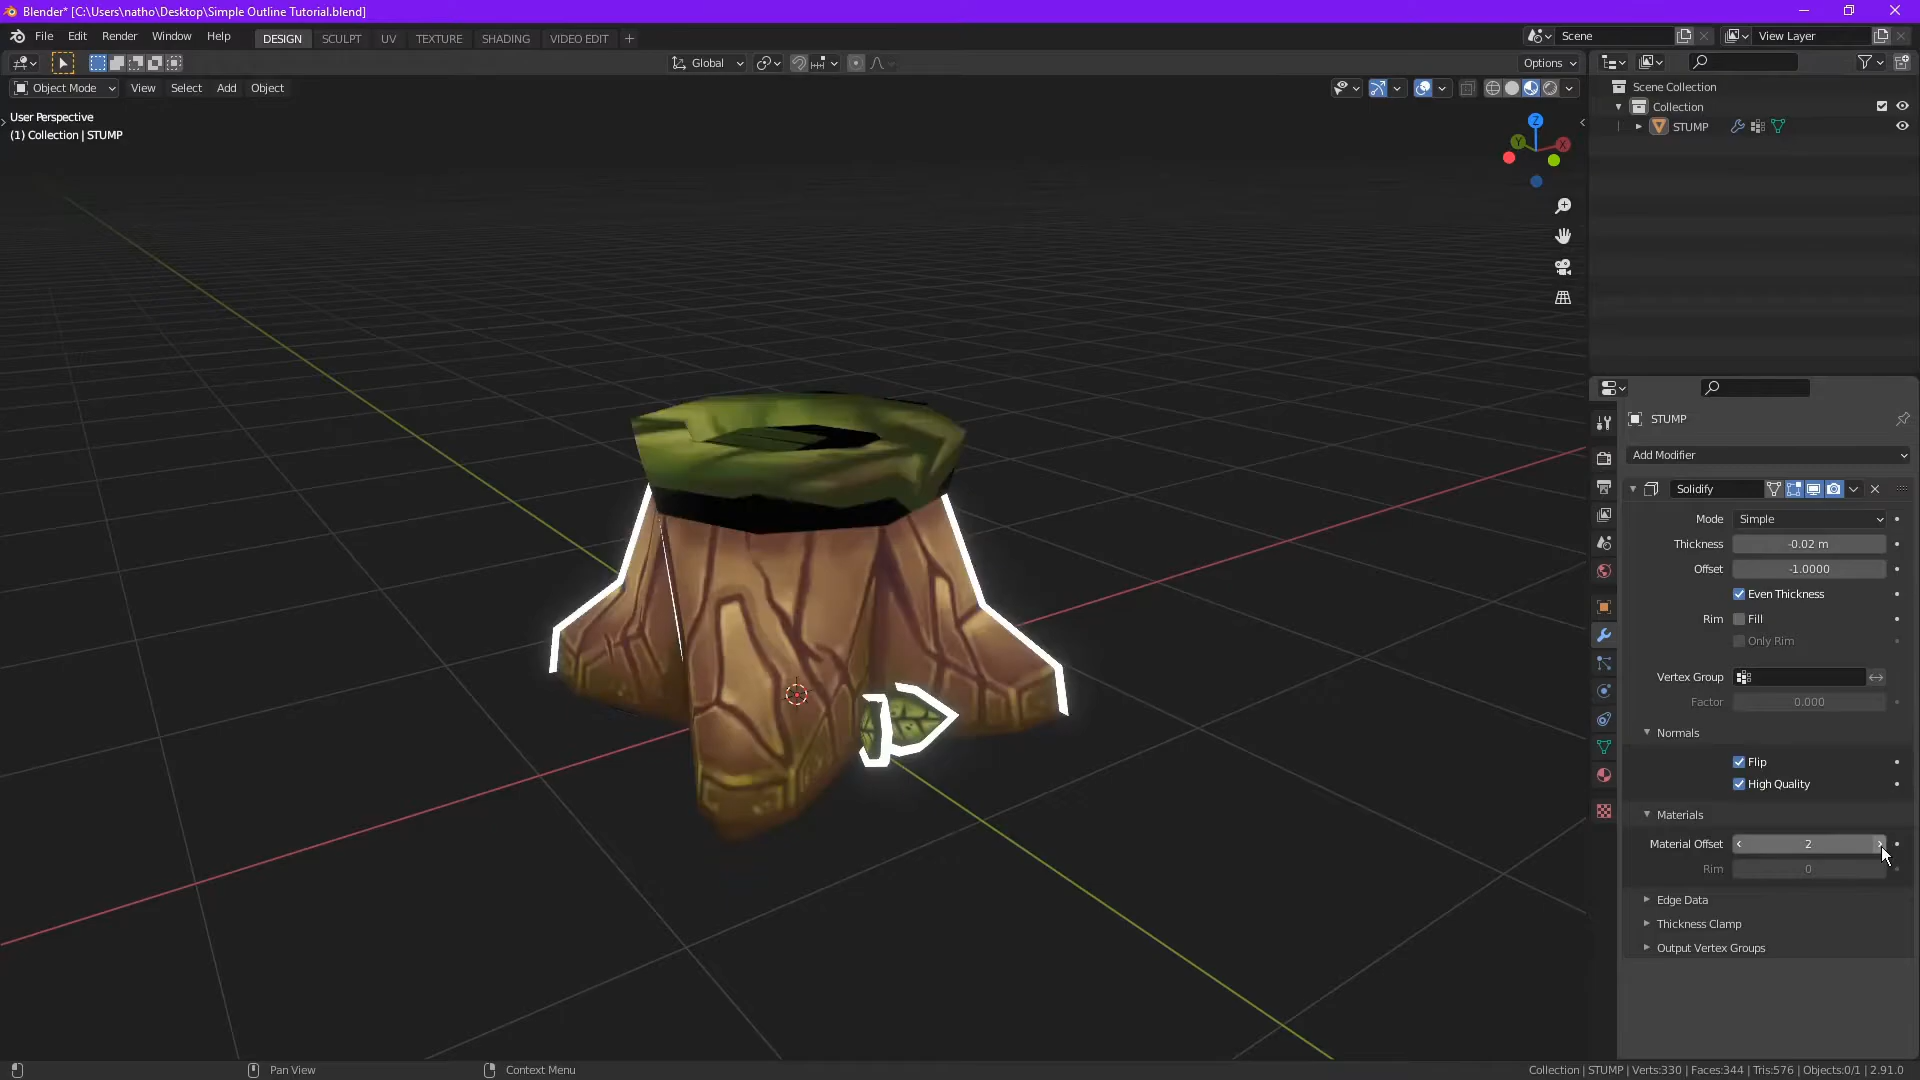 Blender* [C:\Users\natho\Desktop\Simple Outline Tutorial.blend]
File Edit Render Window Help DESIGN SCULPT UV TEXTURE SHADING VIDEO EDIT + Scene View Layer
Global Options
Object Mode View Select Add Object
User Perspective
(1) Collection | STUMP
Z
Y
X
Scene Collection
Collection
STUMP
STUMP
Add Modifier
Solidify
Mode Simple
Thickness -0.02 m
Offset -1.0000
Even Thickness
Rim Fill
Only Rim
Vertex Group
Factor 0.000
Normals
Flip
High Quality
Materials
Material Offset 2
Rim 0
Edge Data
Thickness Clamp
Output Vertex Groups
Pan View Context Menu Collection | STUMP | Verts:330 | Faces:344 | Tris:576 | Objects:0/1 | 2.91.0